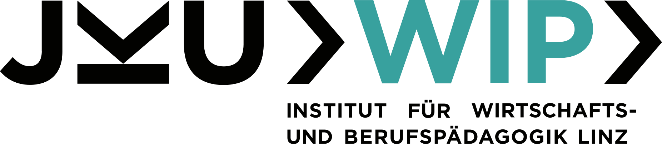 JKU > WIP >
INSTITUT FÜR WIRTSCHAFTS-
UND BERUFSPÄDAGOGIK LINZ